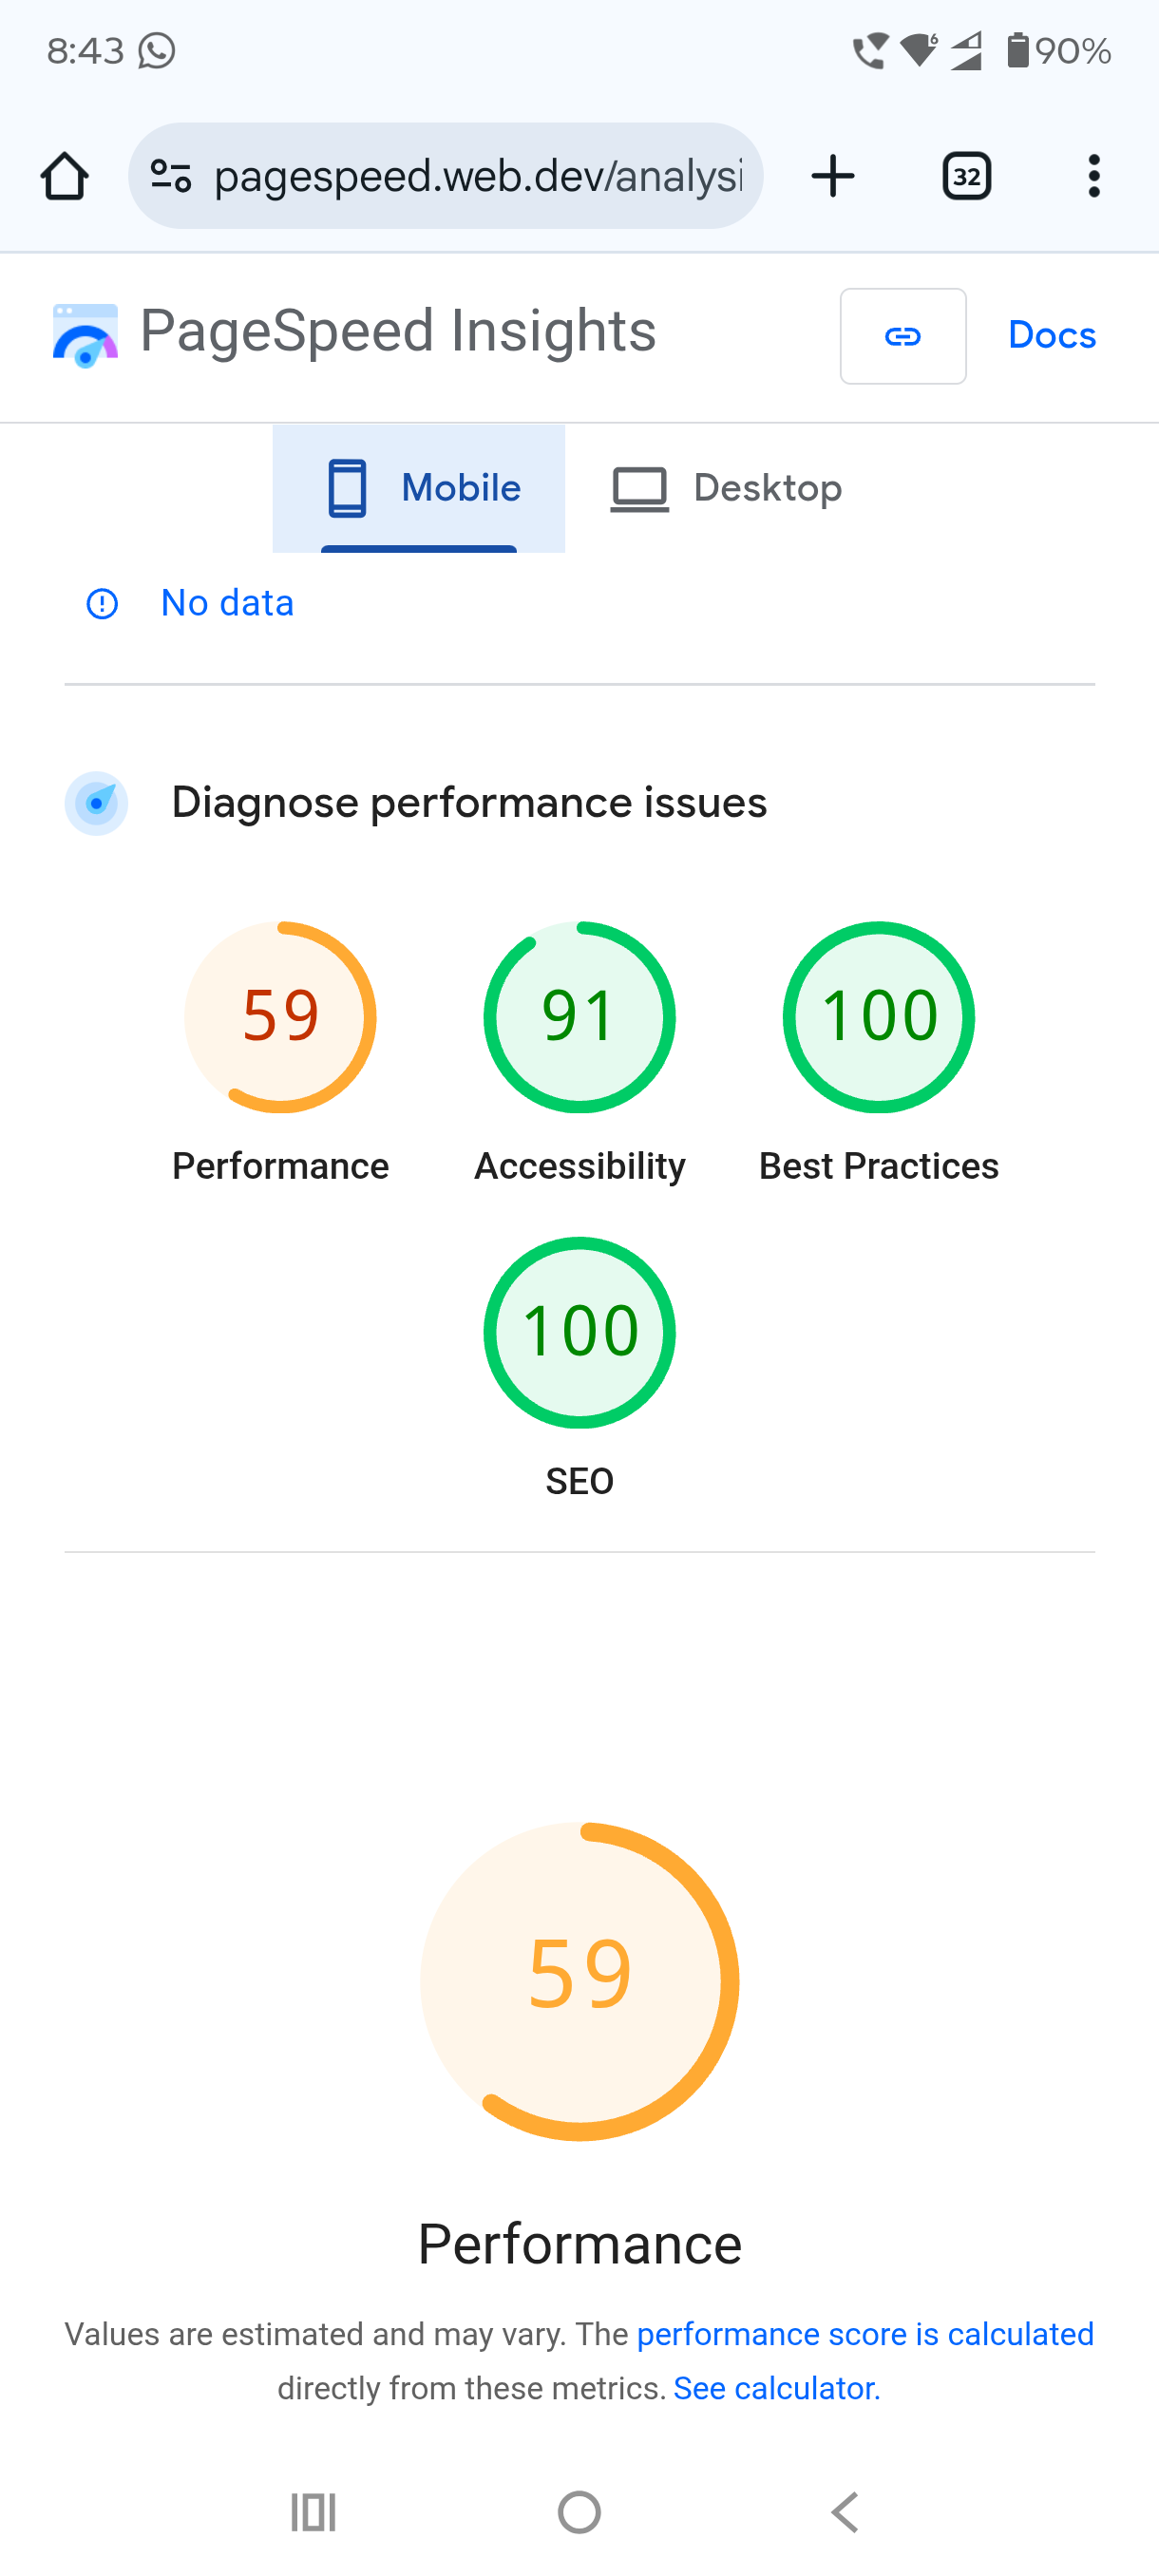 8:43
90%
pagespeed.web.dev/analysi
32
PageSpeed Insights
Docs
Mobile
Desktop
No data
Diagnose performance issues
59
91
100
Performance
Accessibility
Best Practices
100
SEO
59
Performance
Values are estimated and may vary. The performance score is calculated
directly from these metrics. See calculator.